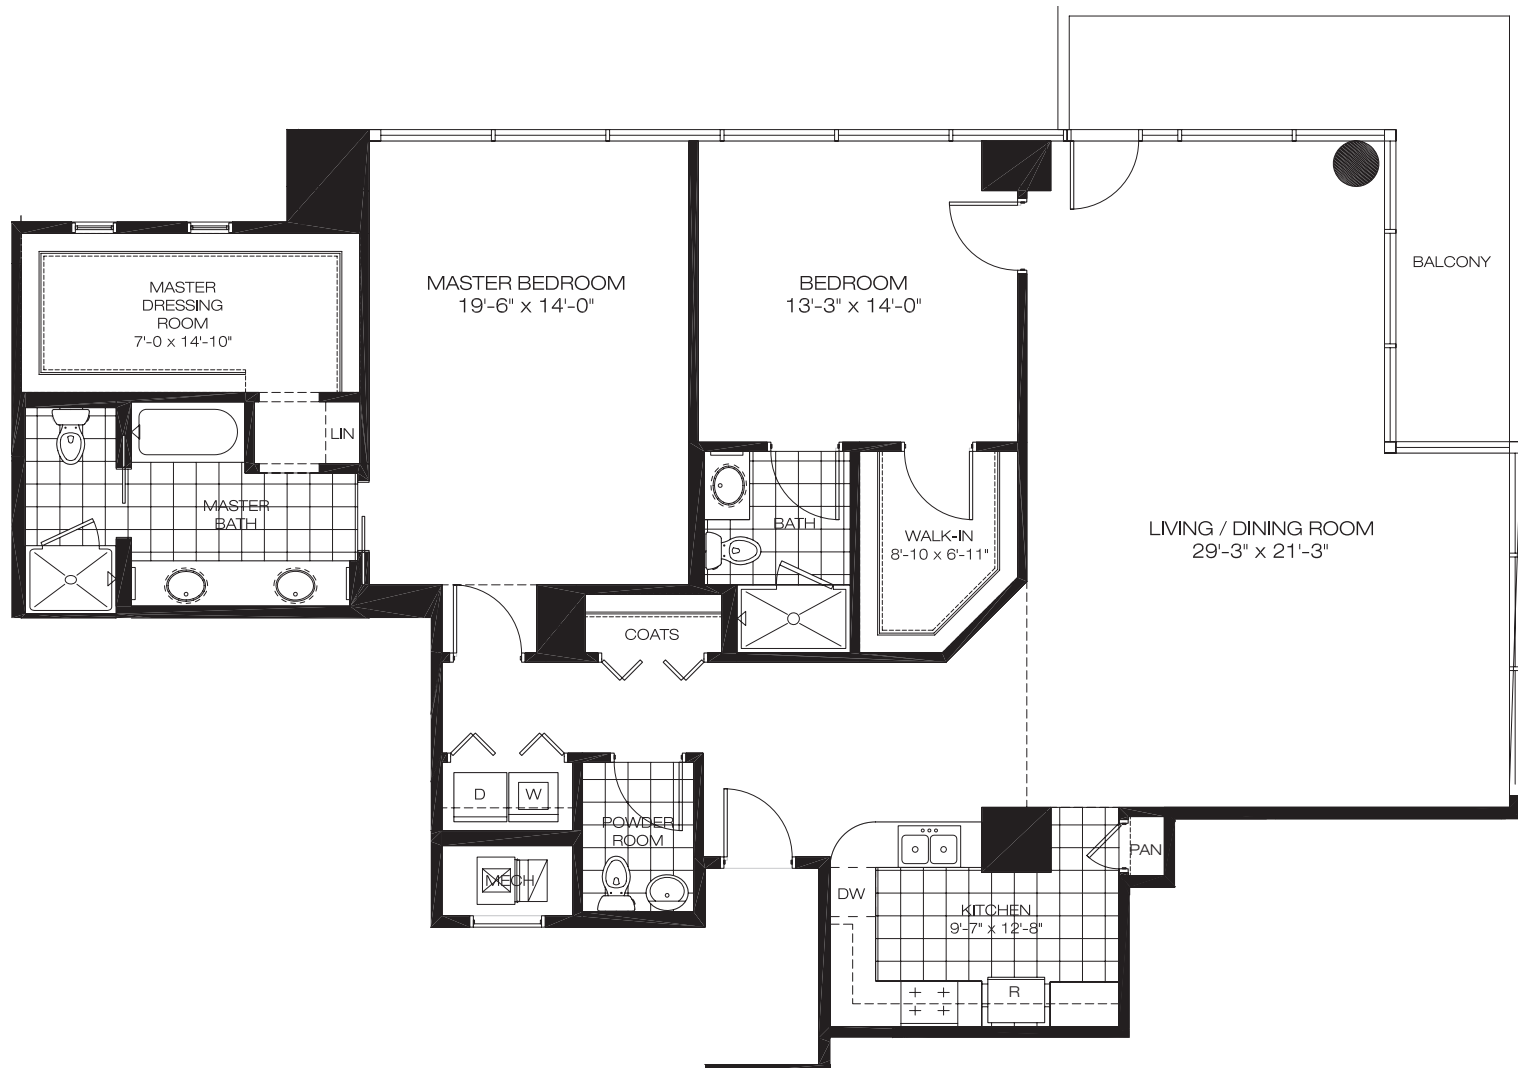 BALCONY
MASTER
DRESSING
ROOM
7'-0 x 14'-10"
MASTER BEDROOM
19'-6" x 14'-0"
BEDROOM
13'-3" x 14'-0"
LIN
MASTER
BATH
BATH
WALK-IN
8'-10 x 6'-11"
LIVING / DINING ROOM
29'-3" x 21'-3"
COATS
D
W
POWDER
ROOM
MECH
PAN
DW
KITCHEN
9'-7" x 12'-8"
R